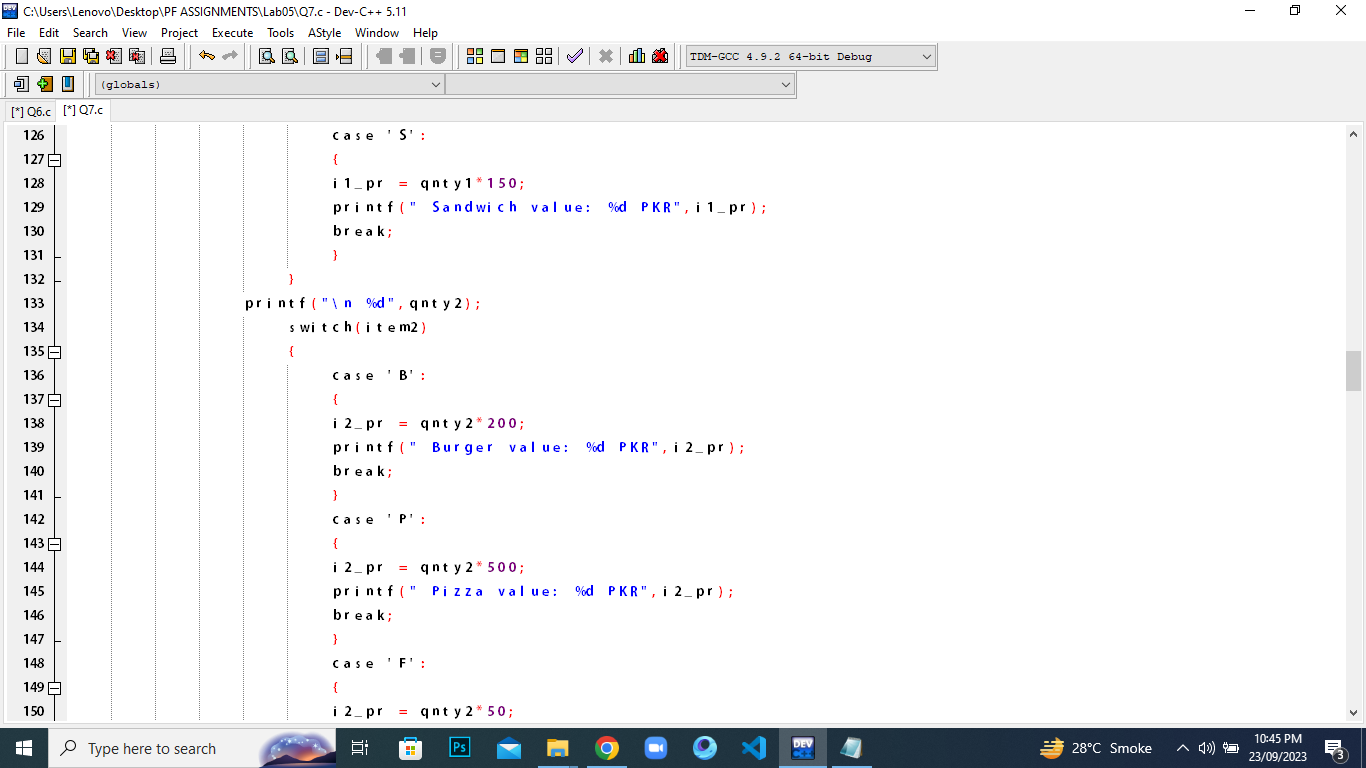 C:\Users\Lenovo\Desktop\PF ASSIGNMENTS\Lab05\Q7.c - Dev-C++ 5.11
File Edit Search View Project Execute Tools AStyle Window Help
TDM-GCC 4.9.2 64-bit Debug
(globals)
[*] Q6.c [*] Q7.c
126 case 'S':
127 {
128 i1_pr = qnty1*150;
129 printf(" Sandwich value: %d PKR",i1_pr);
130 break;
131 }
132 }
133 printf("\n %d",qnty2);
134 switch(item2)
135 {
136 case 'B':
137 {
138 i2_pr = qnty2*200;
139 printf(" Burger value: %d PKR",i2_pr);
140 break;
141 }
142 case 'P':
143 {
144 i2_pr = qnty2*500;
145 printf(" Pizza value: %d PKR",i2_pr);
146 break;
147 }
148 case 'F':
149 {
150 i2_pr = qnty2*50;
Type here to search
Ps
DEV
28°C Smoke
10:45 PM
23/09/2023
3